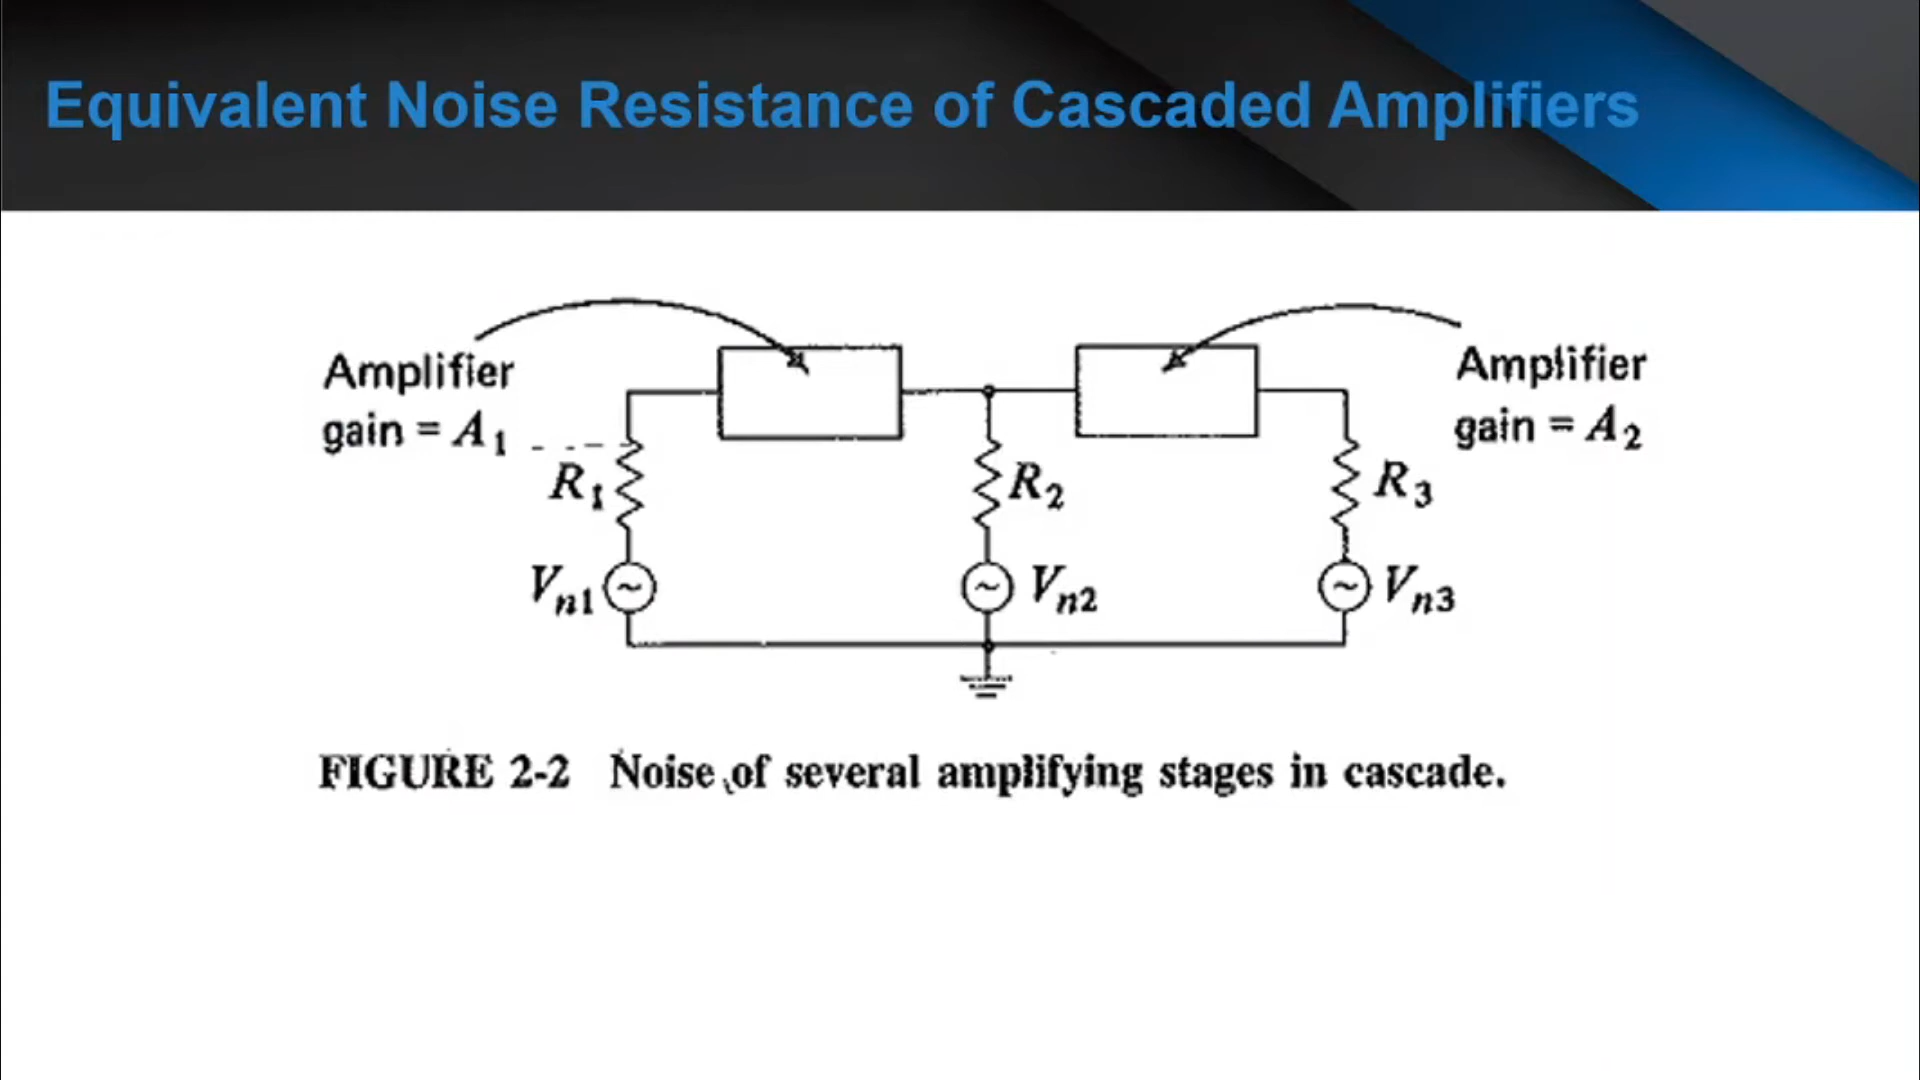 Equivalent Noise Resistance of Cascaded Amplifiers
Amplifier
gain = A1
Amplifier
gain = A2
R1
R2
R3
Vn1
Vn2
Vn3
FIGURE 2-2 Noise of several amplifying stages in cascade.